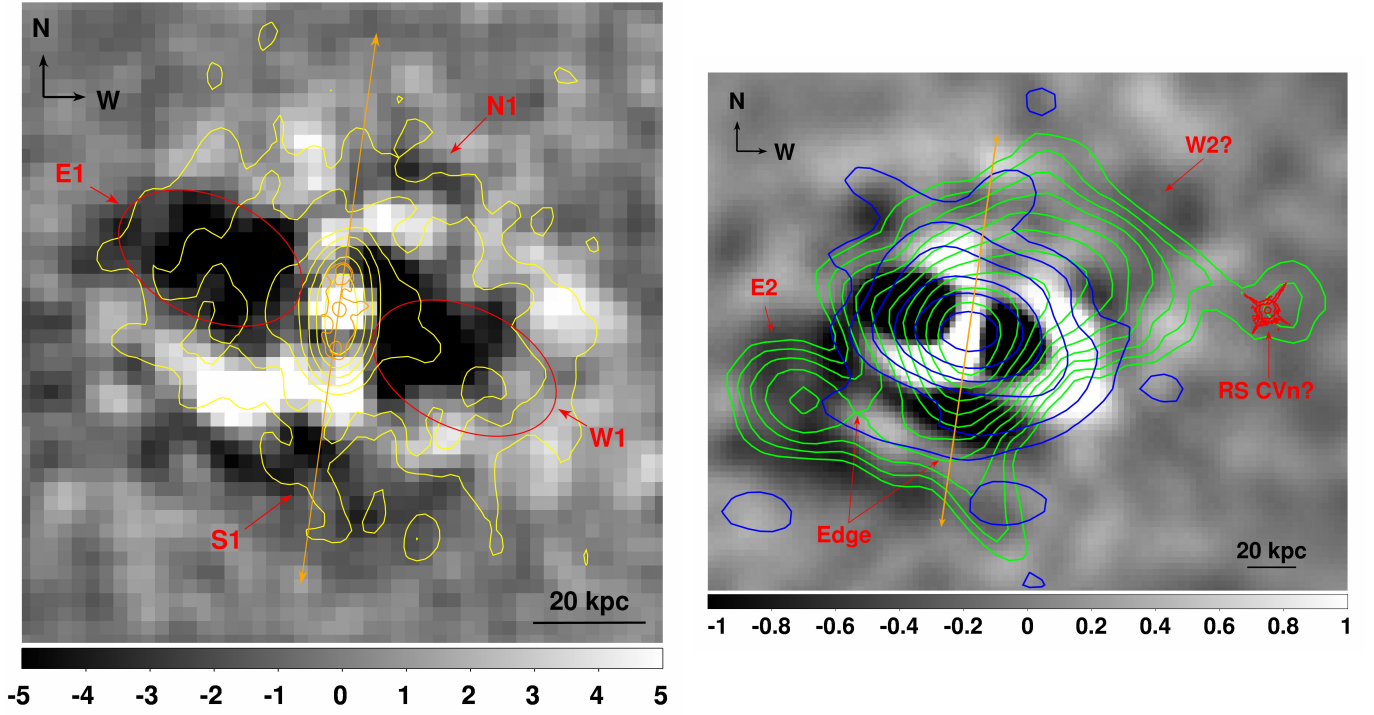 N
W
N1
E1
W1
S1
20 kpc
-5 -4 -3 -2 -1 0 1 2 3 4 5
N
W
W2?
E2
RS CVn?
Edge
20 kpc
-1 -0.8 -0.6 -0.4 -0.2 0 0.2 0.4 0.6 0.8 1